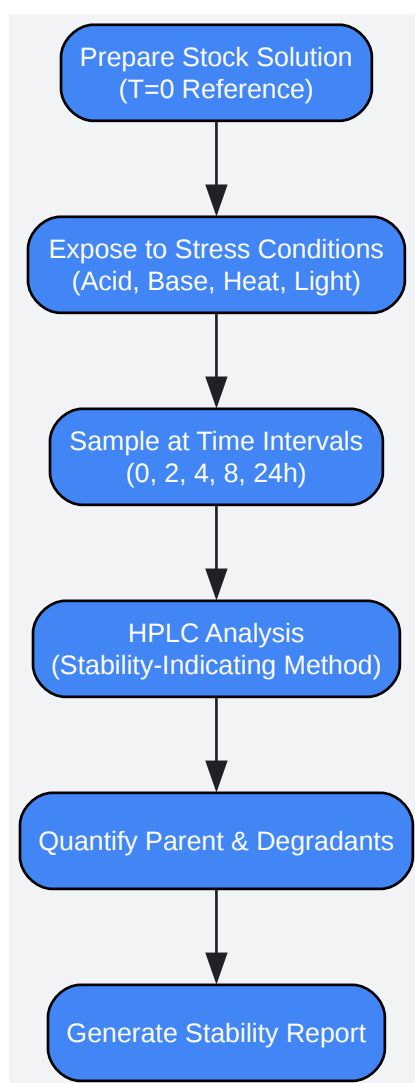 Prepare Stock Solution
(T=0 Reference)
Expose to Stress Conditions
(Acid, Base, Heat, Light)
Sample at Time Intervals
(0, 2, 4, 8, 24h)
HPLC Analysis
(Stability-Indicating Method)
Quantify Parent & Degradants
Generate Stability Report